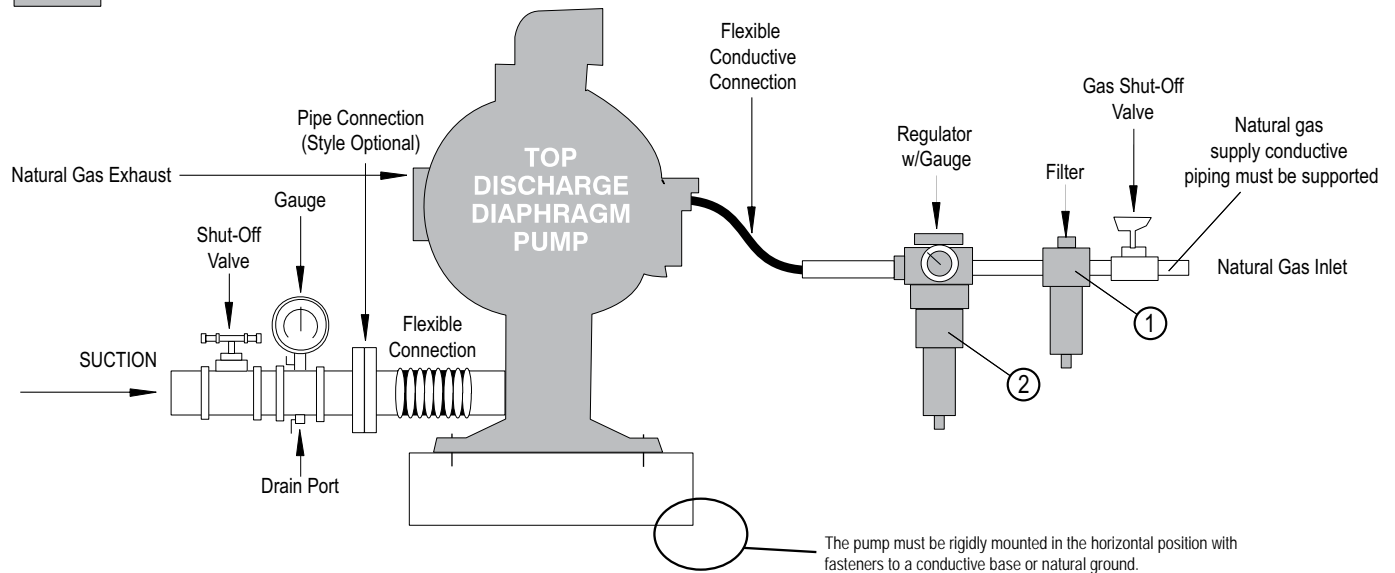 Flexible
Conductive
Connection
Gas Shut-Off
Valve
Pipe Connection
(Style Optional)
Regulator
w/Gauge
Natural gas
supply conductive
piping must be supported
TOP
DISCHARGE
DIAPHRAGM
PUMP
Natural Gas Exhaust
Filter
Gauge
Shut-Off
Valve
Natural Gas Inlet
1
Flexible
Connection
SUCTION
2
Drain Port
The pump must be rigidly mounted in the horizontal position with
fasteners to a conductive base or natural ground.